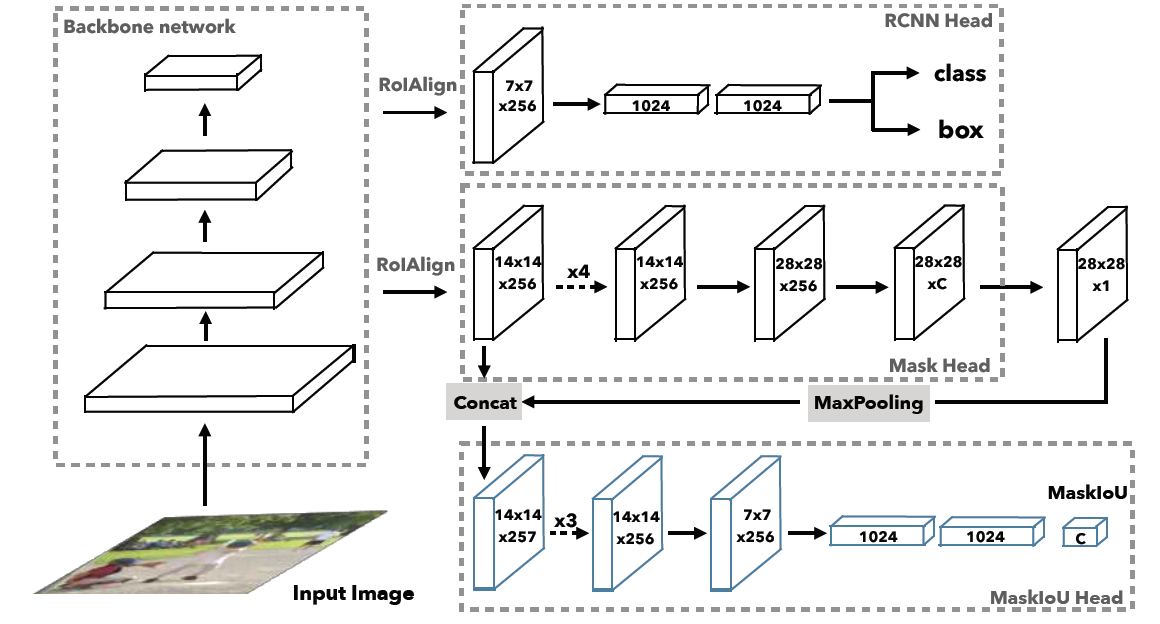 Backbone network
RCNN Head
RoIAlign
7x7
x256
1024
1024
class
box
RoIAlign
14x14
x256
x4
14x14
x256
28x28
x256
28x28
xC
28x28
x1
Mask Head
Concat
MaxPooling
MaskIoU
14x14
x257
x3
14x14
x256
7x7
x256
1024
1024
C
Input Image
MaskIoU Head